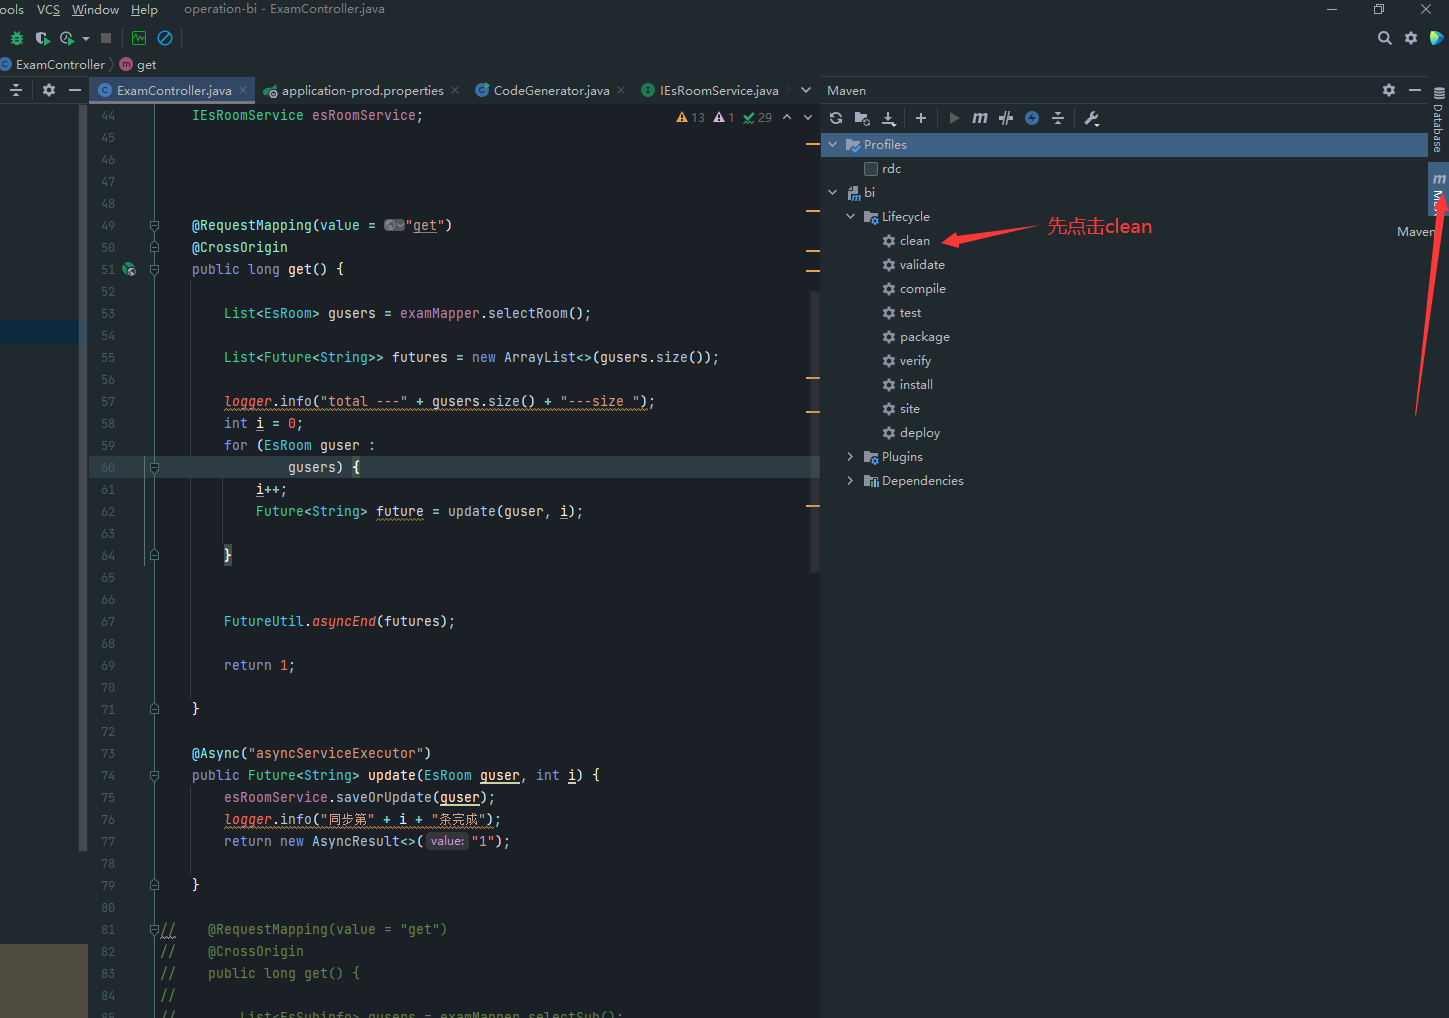 ools VCS Window Help operation-bi - ExamController.java
ExamController get
ExamController.java application-prod.properties CodeGenerator.java IEsRoomService.java
Maven
44 IEsRoomService esRoomService;
13 1 29
45
46
47
48
49 @RequestMapping(value = "get")
50 @CrossOrigin
51 public long get() {
52
53 List<EsRoom> gusers = examMapper.selectRoom();
54
55 List<Future<String>> futures = new ArrayList<>(gusers.size());
56
57 logger.info("total ---" + gusers.size() + "---size ");
58 int i = 0;
59 for (EsRoom guser :
60 gusers) {
61 i++;
62 Future<String> future = update(guser, i);
63
64 }
65
66
67 FutureUtil.asyncEnd(futures);
68
69 return 1;
70
71 }
72
73 @Async("asyncServiceExecutor")
74 public Future<String> update(EsRoom guser, int i) {
75 esRoomService.saveOrUpdate(guser);
76 logger.info("同步第" + i + "条完成");
77 return new AsyncResult<>( value: "1");
78
79 }
80
81 // @RequestMapping(value = "get")
82 // @CrossOrigin
83 // public long get() {
84 //
85 // List<EsSubinfo> gusers = examMapper.selectSub();
Profiles
rdc
bi
Lifecycle
clean
先点击clean
validate
compile
test
package
verify
install
site
deploy
Plugins
Dependencies
Database
m
Maven